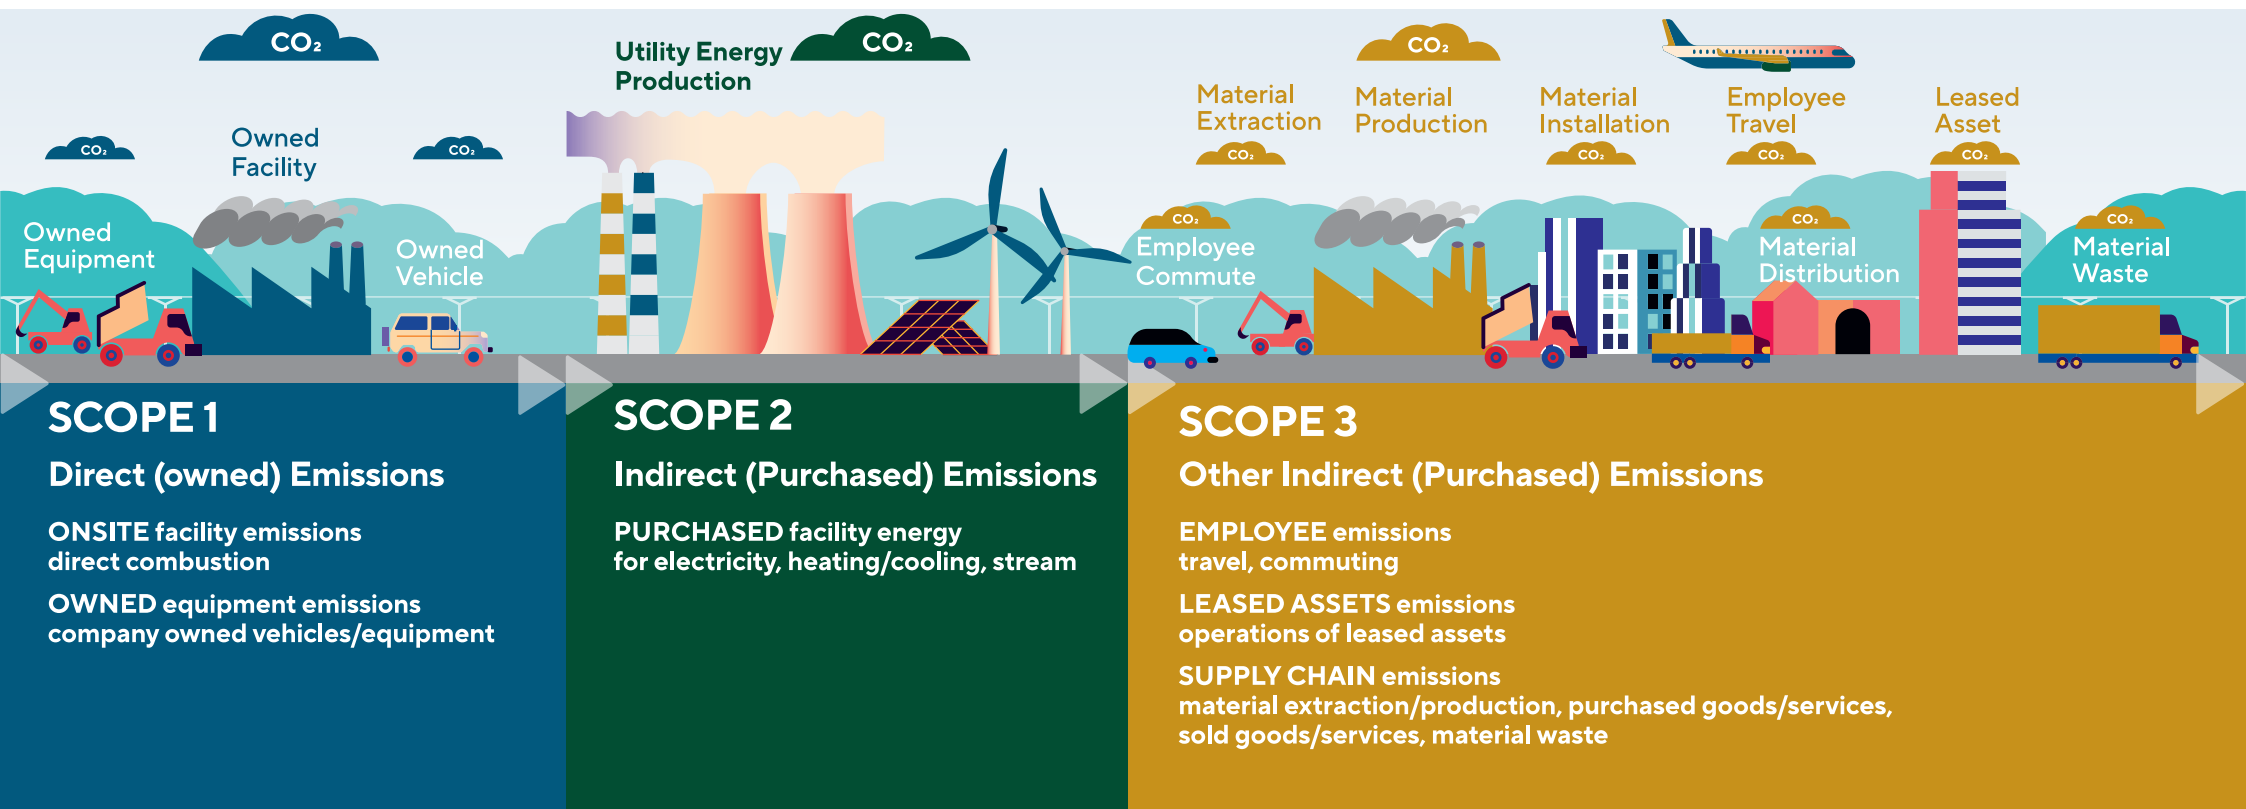 CO₂
Utility Energy
Production
CO₂
CO₂
Material
Extraction
CO₂
Material
Production
Material
Installation
CO₂
Employee
Travel
CO₂
Leased
Asset
CO₂
CO₂
Owned
Facility
CO₂
Owned
Equipment
Owned
Vehicle
CO₂
Employee
Commute
CO₂
Material
Distribution
CO₂
Material
Waste
SCOPE 1
Direct (owned) Emissions
ONSITE facility emissions
direct combustion
OWNED equipment emissions
company owned vehicles/equipment
SCOPE 2
Indirect (Purchased) Emissions
PURCHASED facility energy
for electricity, heating/cooling, stream
SCOPE 3
Other Indirect (Purchased) Emissions
EMPLOYEE emissions
travel, commuting
LEASED ASSETS emissions
operations of leased assets
SUPPLY CHAIN emissions
material extraction/production, purchased goods/services,
sold goods/services, material waste